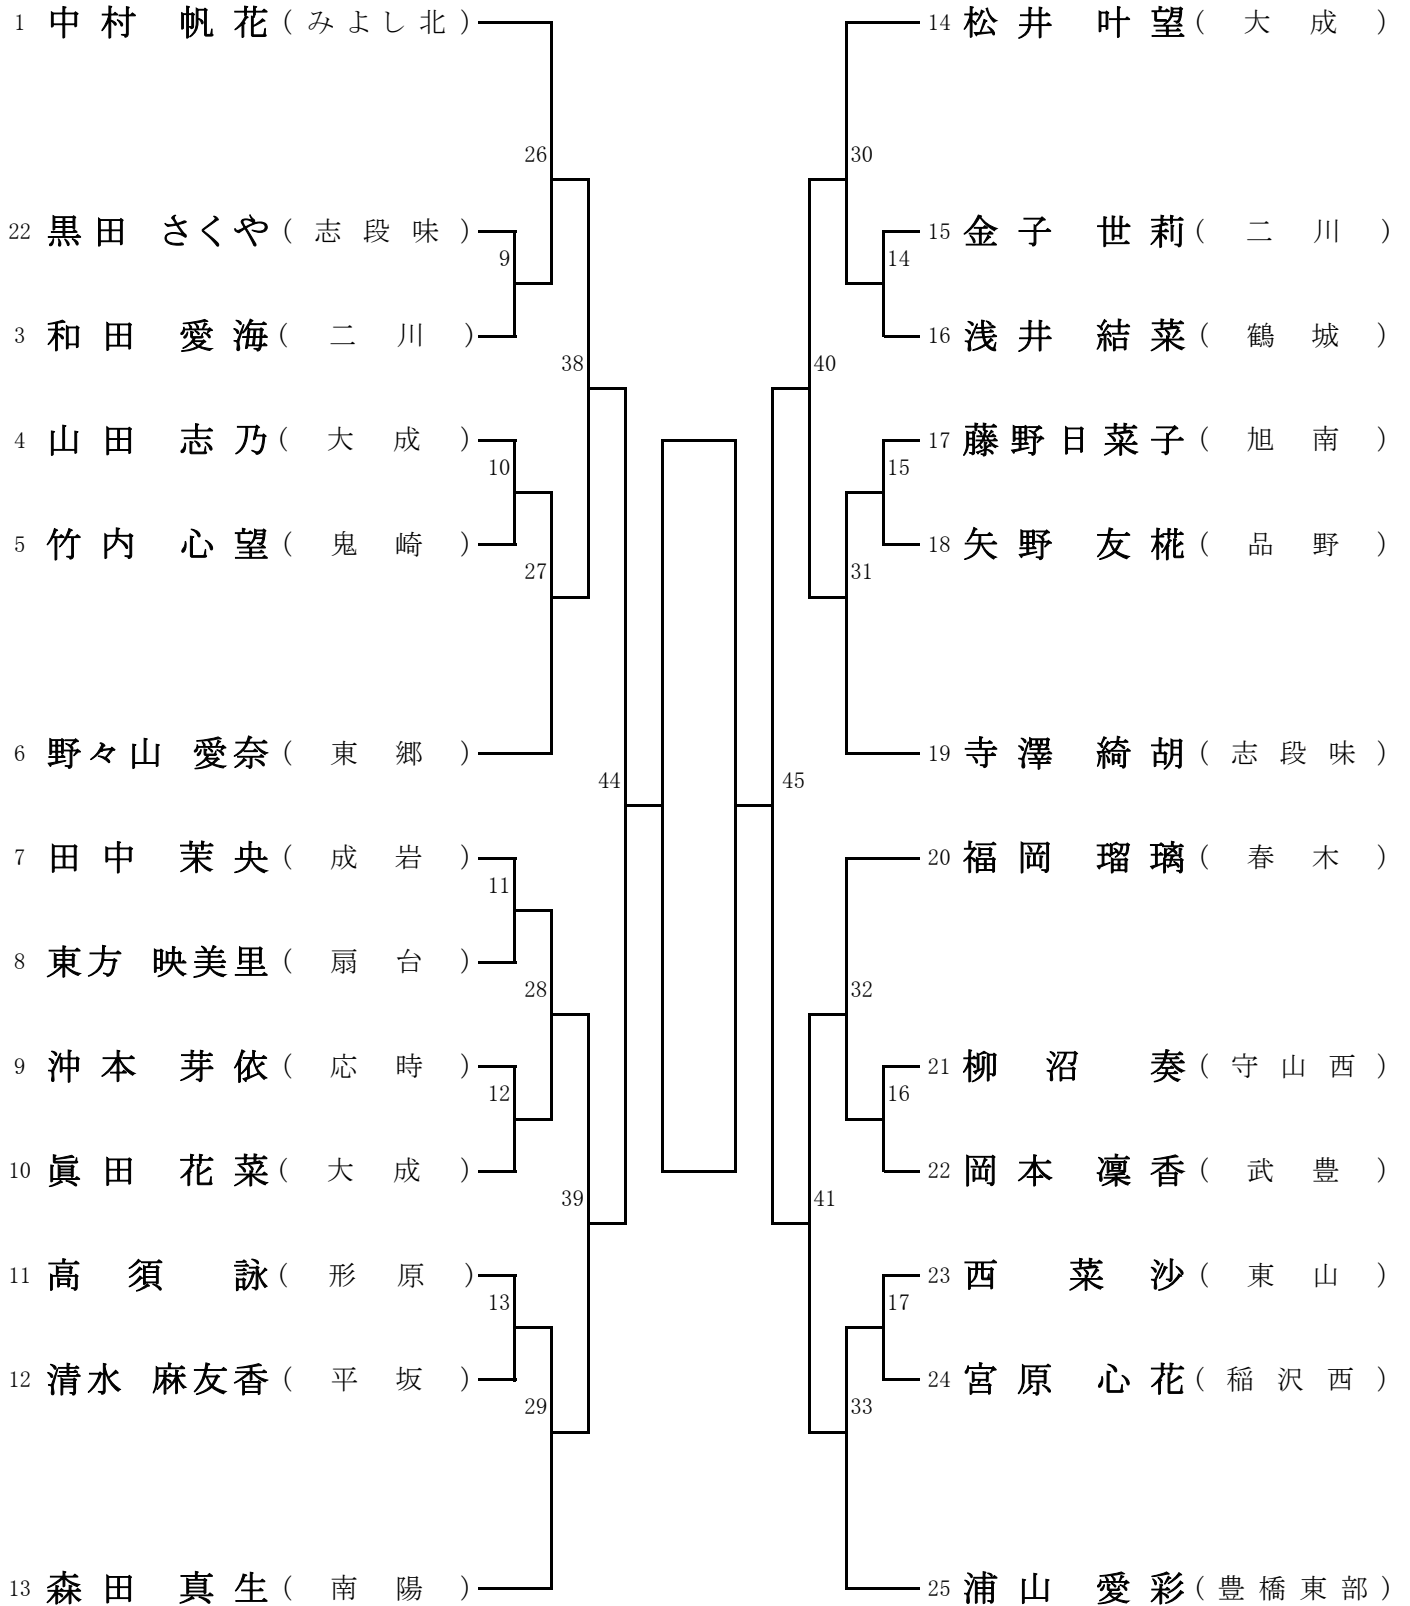 1 中村 帆花 (みよし北)
26
22 黒田 さくや (志段味)
9
3 和田 愛海 (二川)
38
4 山田 志乃 (大成)
10
5 竹内 心望 (鬼崎)
27
6 野々山 愛奈 (東郷)
44
7 田中 茉央 (成岩)
11
8 東方 映美里 (扇台)
28
9 沖本 芽依 (応時)
12
10 眞田 花菜 (大成)
39
11 高須 詠 (形原)
13
12 清水 麻友香 (平坂)
29
13 森田 真生 (南陽)
14 松井 叶望 (大成)
30
15 金子 世莉 (二川)
14
16 浅井 結菜 (鶴城)
40
17 藤野日菜子 (旭南)
15
18 矢野 友椛 (品野)
31
19 寺澤 綺胡 (志段味)
45
20 福岡 瑠璃 (春木)
32
21 柳沼 奏 (守山西)
16
22 岡本 凜香 (武豊)
41
23 西 菜沙 (東山)
17
24 宮原 心花 (稲沢西)
33
25 浦山 愛彩 (豊橋東部)